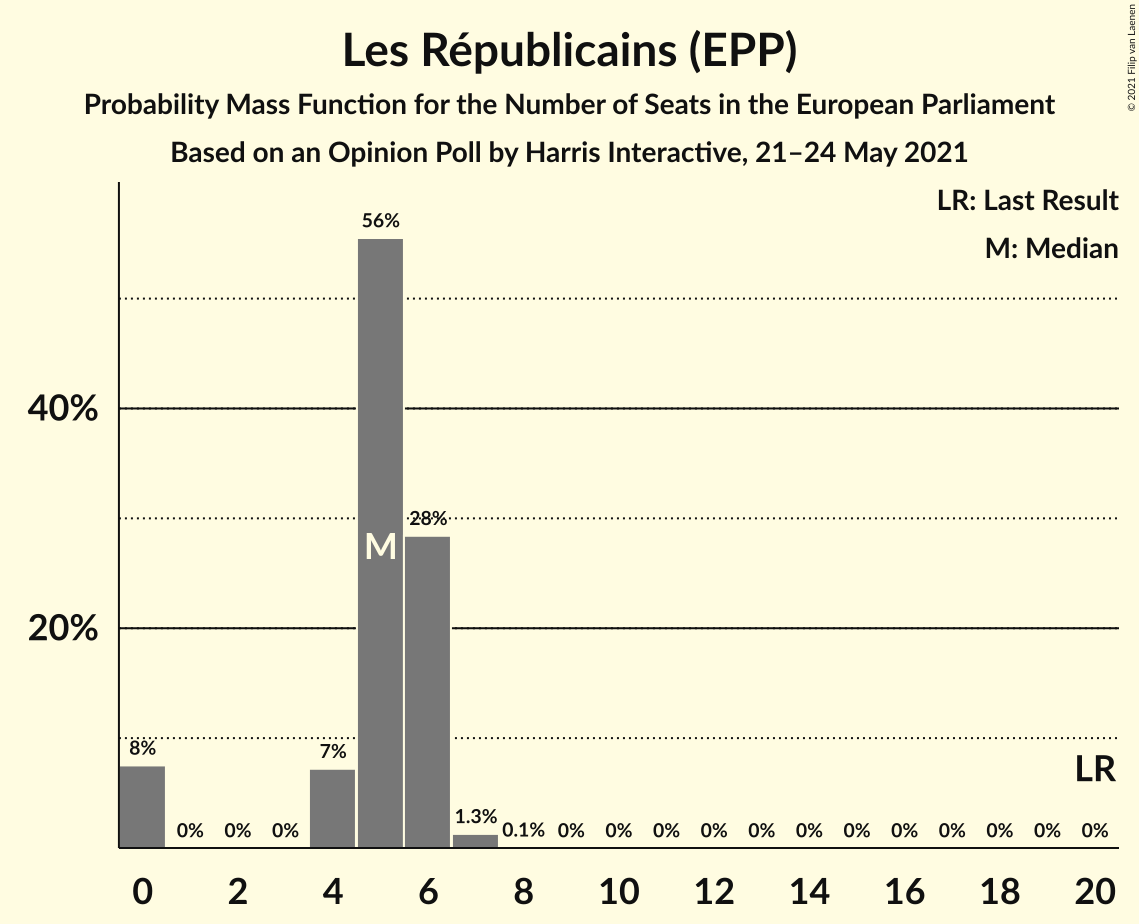 Les Républicains (EPP)
Probability Mass Function for the Number of Seats in the European Parliament
Based on an Opinion Poll by Harris Interactive, 21–24 May 2021
© 2021 Filip van Laenen
LR: Last Result
M: Median
56%
40%
28%
M
20%
8%
7%
LR
1.3%
0% 0% 0% 0.1% 0% 0% 0% 0% 0% 0% 0% 0% 0% 0% 0% 0%
0 2 4 6 8 10 12 14 16 18 20